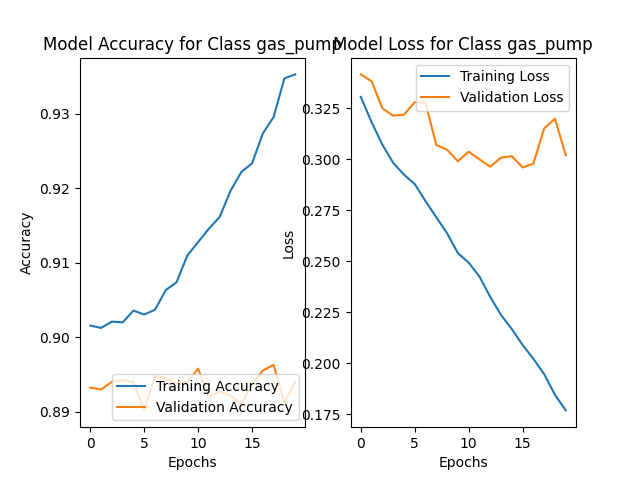 Model Accuracy for Class gas_pump
Model Loss for Class gas_pump
Accuracy
0.93
0.92
0.91
0.90
0.89
Training Accuracy
Validation Accuracy
0 5 10 15
Epochs
Loss
0.325
0.300
0.275
0.250
0.225
0.200
0.175
Training Loss
Validation Loss
0 5 10 15
Epochs